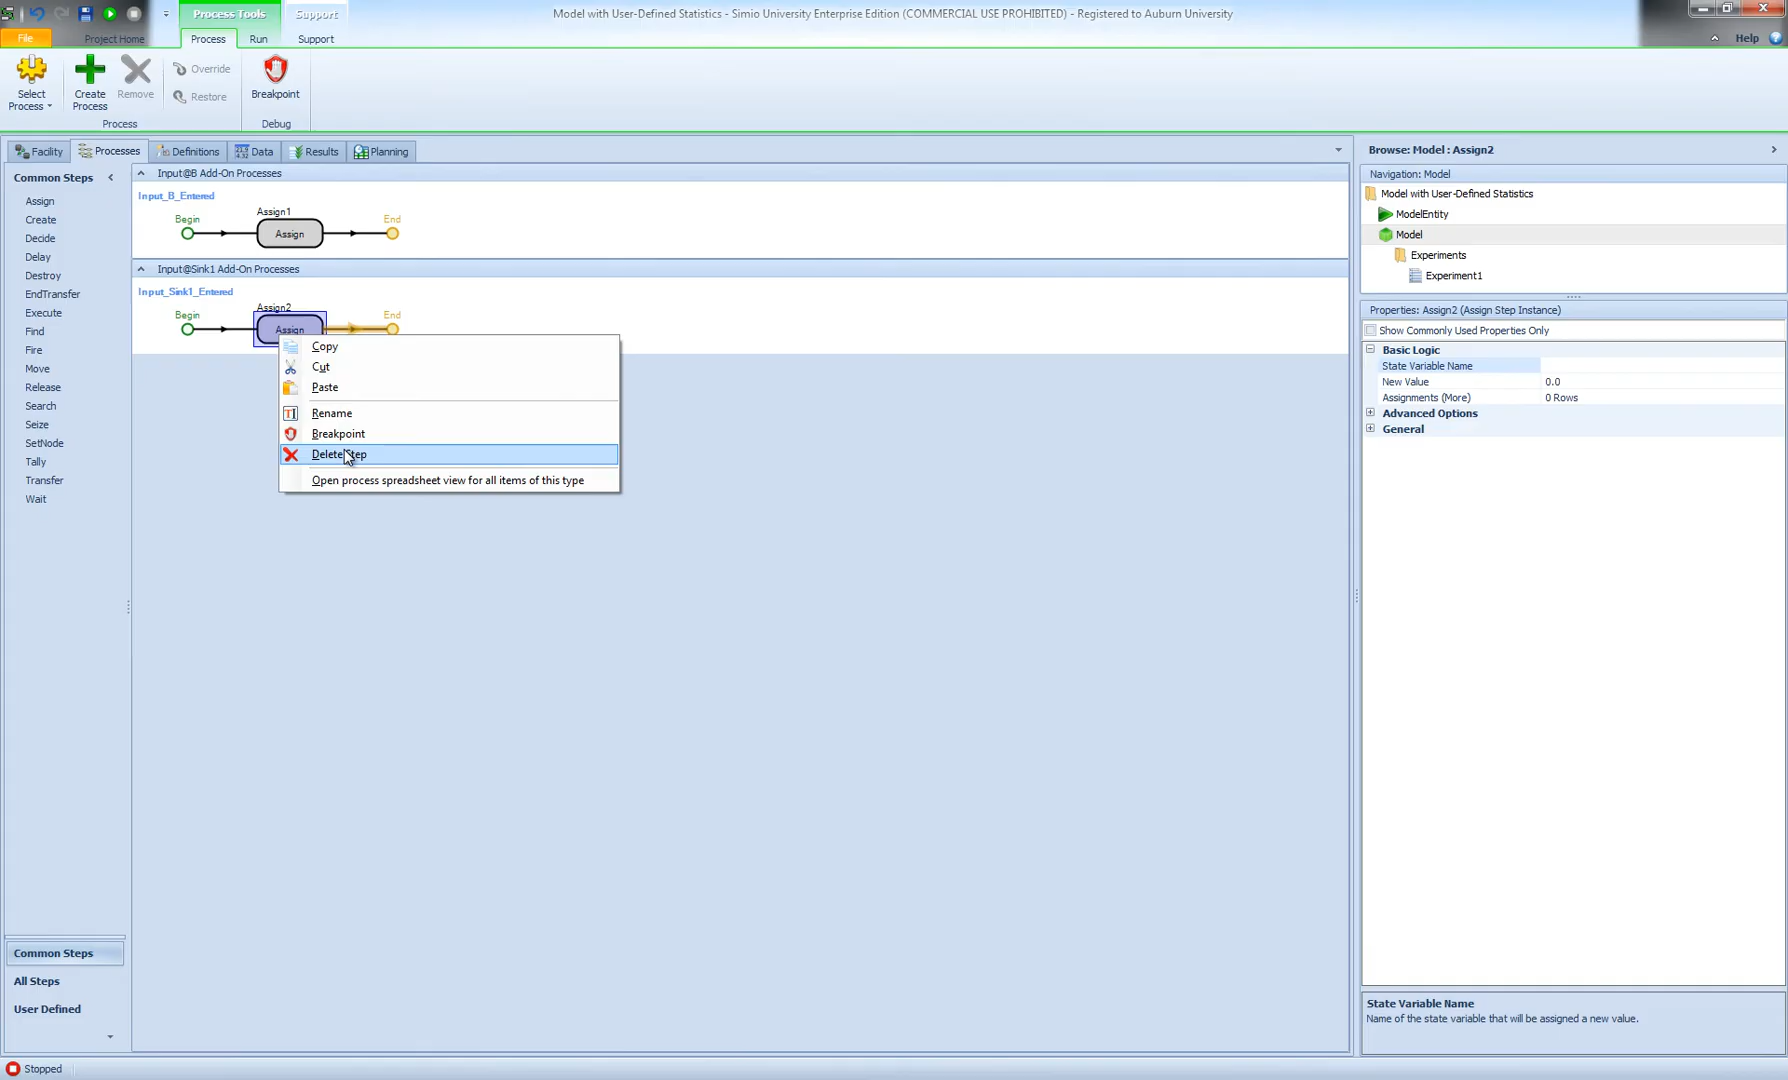 Process Tools
Support
Model with User-Defined Statistics - Simio University Enterprise Edition (COMMERCIAL USE PROHIBITED) - Registered to Auburn University
File
Project Home
Process
Run
Support
Help
Select
Process
Create
Process
Remove
Override
Restore
Breakpoint
Process
Debug
Facility
Processes
Definitions
Data
Results
Planning
Common Steps
Assign
Create
Decide
Delay
Destroy
EndTransfer
Execute
Find
Fire
Move
Release
Search
Seize
SetNode
Tally
Transfer
Wait
Common Steps
All Steps
User Defined
Input@B Add-On Processes
Input_B_Entered
Begin
Assign1
Assign
End
Input@Sink1 Add-On Processes
Input_Sink1_Entered
Begin
Assign2
Assign
End
Copy
Cut
Paste
Rename
Breakpoint
Delete Step
Open process spreadsheet view for all items of this type
Browse: Model : Assign2
Navigation: Model
Model with User-Defined Statistics
ModelEntity
Model
Experiments
Experiment1
Properties: Assign2 (Assign Step Instance)
Show Commonly Used Properties Only
Basic Logic
State Variable Name
New Value 0.0
Assignments (More) 0 Rows
Advanced Options
General
State Variable Name
Name of the state variable that will be assigned a new value.
Stopped